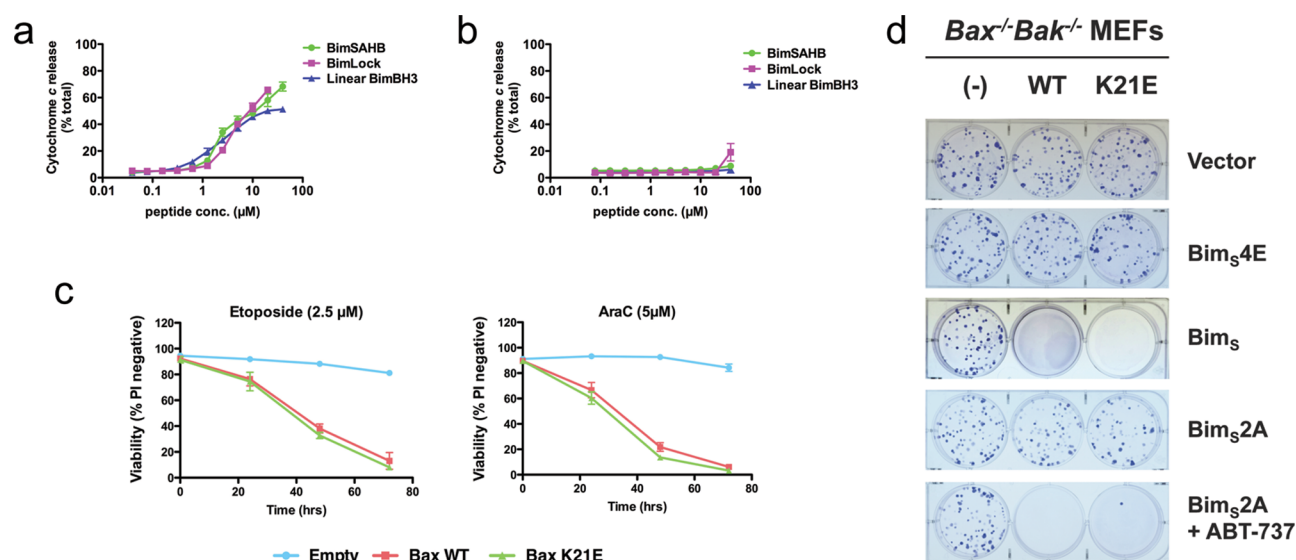 a
Cytochrome c release
(% total)
100
80
60
40
20
0
0.01
0.1
1
10
100
peptide conc. (µM)
BimSAHB
BimLock
Linear BimBH3
b
Cytochrome c release
(% total)
100
80
60
40
20
0
0.01
0.1
1
10
100
peptide conc. (µM)
BimSAHB
BimLock
Linear BimBH3
c
Etoposide (2.5 µM)
Viability (% PI negative)
120
100
80
60
40
20
0
0
20
40
60
80
Time (hrs)
AraC (5µM)
Viability (% PI negative)
120
100
80
60
40
20
0
0
20
40
60
80
Time (hrs)
Empty
Bax WT
Bax K21E
d
Bax-/-Bak-/- MEFs
(-) WT K21E
Vector
BimS4E
BimS
BimS2A
BimS2A
+ ABT-737